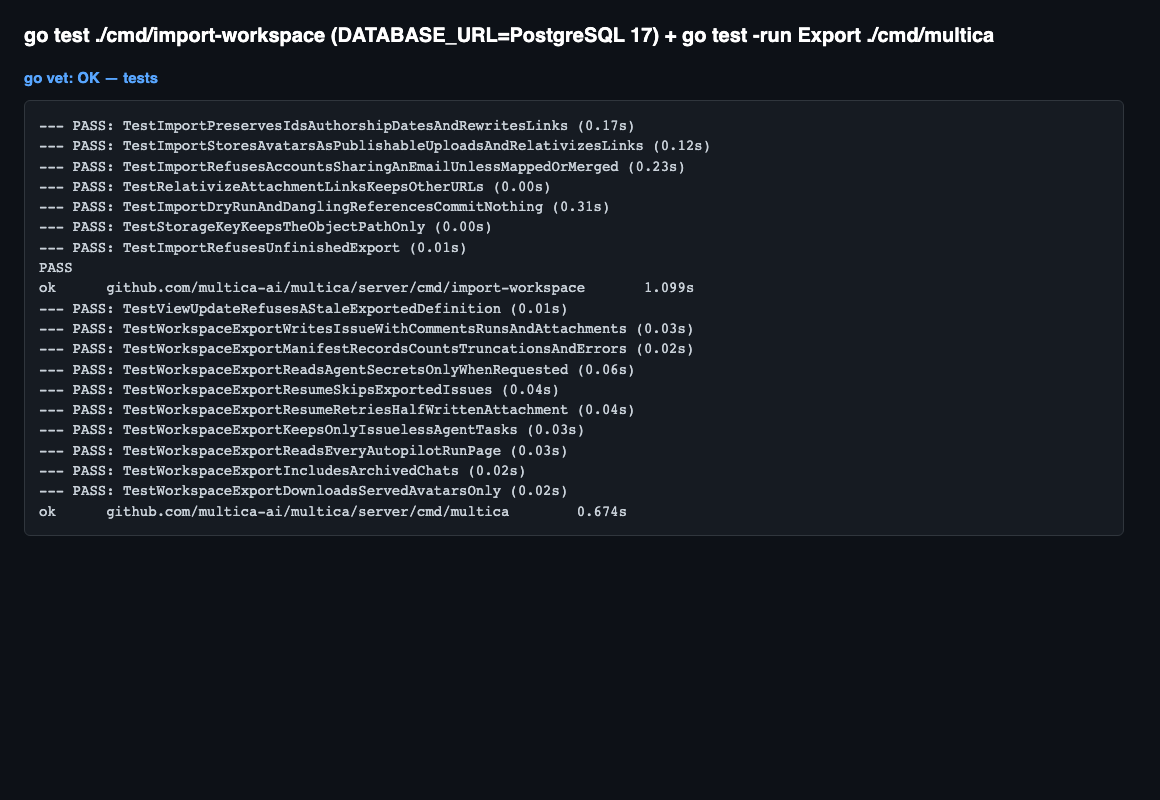 go test ./cmd/import-workspace (DATABASE_URL=PostgreSQL 17) + go test -run Export ./cmd/multica
go vet: OK — tests
--- PASS: TestImportPreservesIdsAuthorshipDatesAndRewritesLinks (0.17s)
--- PASS: TestImportStoresAvatarsAsPublishableUploadsAndRelativizesLinks (0.12s)
--- PASS: TestImportRefusesAccountsSharingAnEmailUnlessMappedOrMerged (0.23s)
--- PASS: TestRelativizeAttachmentLinksKeepsOtherURLs (0.00s)
--- PASS: TestImportDryRunAndDanglingReferencesCommitNothing (0.31s)
--- PASS: TestStorageKeyKeepsTheObjectPathOnly (0.00s)
--- PASS: TestImportRefusesUnfinishedExport (0.01s)
PASS
ok      github.com/multica-ai/multica/server/cmd/import-workspace       1.099s
--- PASS: TestViewUpdateRefusesAStaleExportedDefinition (0.01s)
--- PASS: TestWorkspaceExportWritesIssueWithCommentsRunsAndAttachments (0.03s)
--- PASS: TestWorkspaceExportManifestRecordsCountsTruncationsAndErrors (0.02s)
--- PASS: TestWorkspaceExportReadsAgentSecretsOnlyWhenRequested (0.06s)
--- PASS: TestWorkspaceExportResumeSkipsExportedIssues (0.04s)
--- PASS: TestWorkspaceExportResumeRetriesHalfWrittenAttachment (0.04s)
--- PASS: TestWorkspaceExportKeepsOnlyIssuelessAgentTasks (0.03s)
--- PASS: TestWorkspaceExportReadsEveryAutopilotRunPage (0.03s)
--- PASS: TestWorkspaceExportIncludesArchivedChats (0.02s)
--- PASS: TestWorkspaceExportDownloadsServedAvatarsOnly (0.02s)
ok      github.com/multica-ai/multica/server/cmd/multica        0.674s